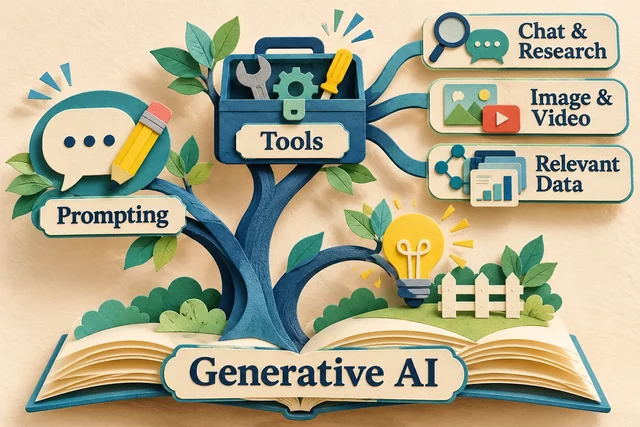 Chat &
Research
Tools
Image &
Video
Prompting
Relevant
Data
Generative AI